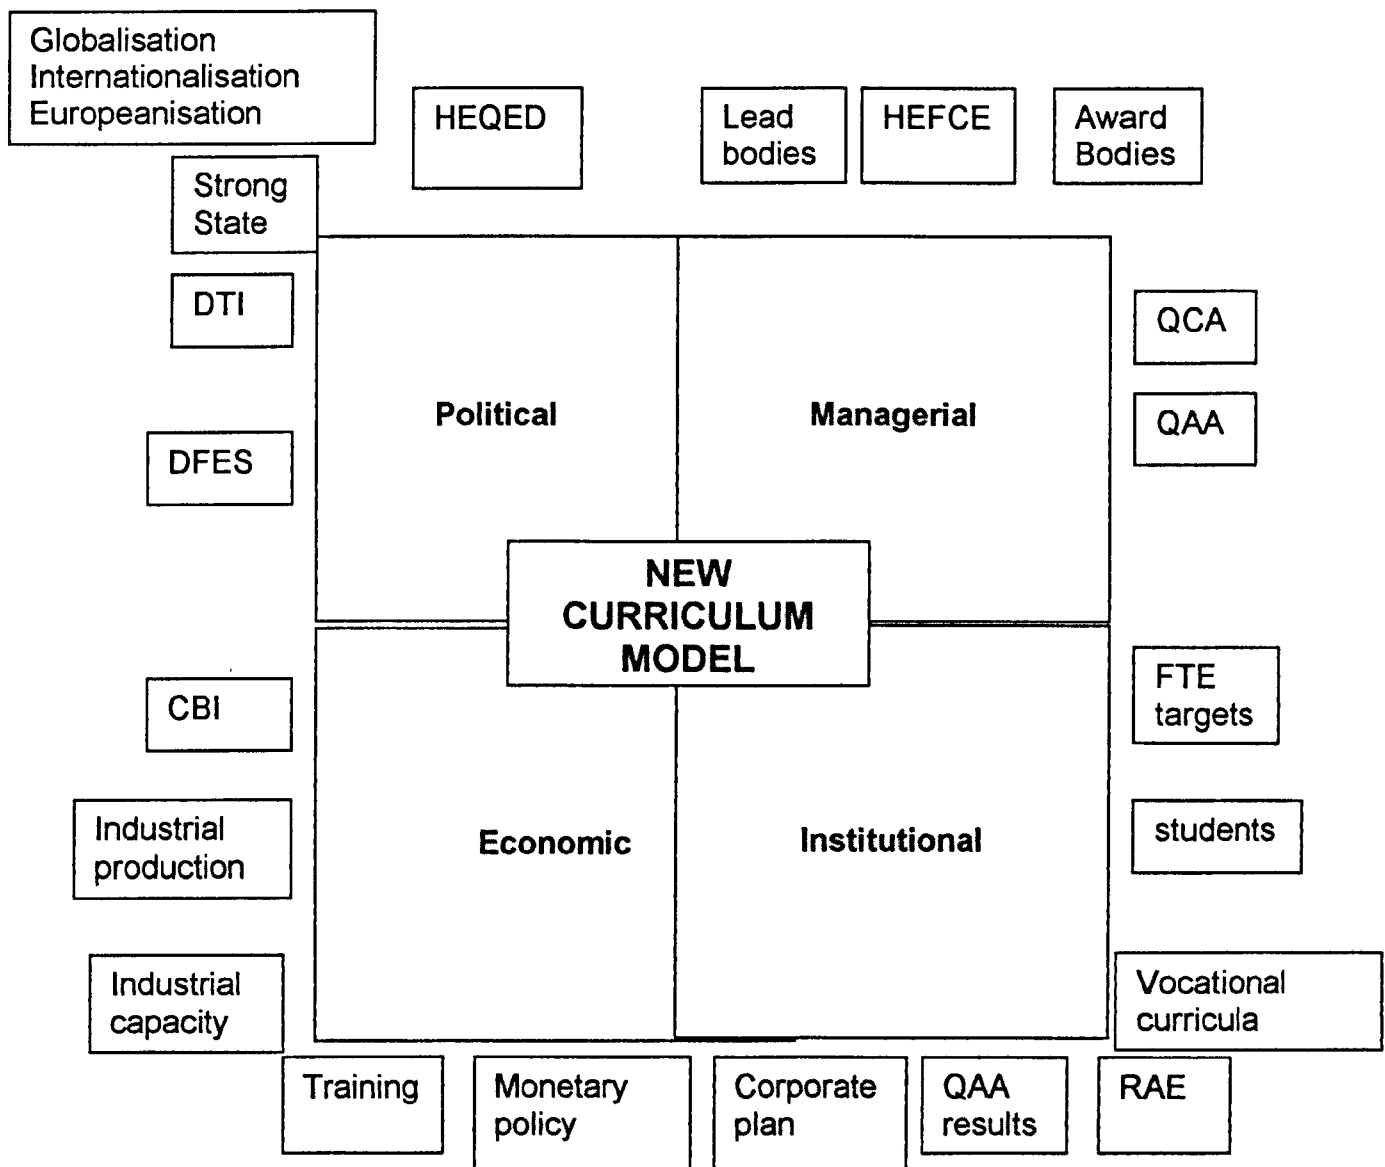 Globalisation
Internationalisation
Europeanisation
HEQED
Lead
bodies
HEFCE
Award
Bodies
Strong
State
DTI
QCA
Political
Managerial
QAA
DFES
NEW
CURRICULUM
MODEL
CBI
FTE
targets
Industrial
production
Economic
Institutional
students
Industrial
capacity
Vocational
curricula
Training
Monetary
policy
Corporate
plan
QAA
results
RAE